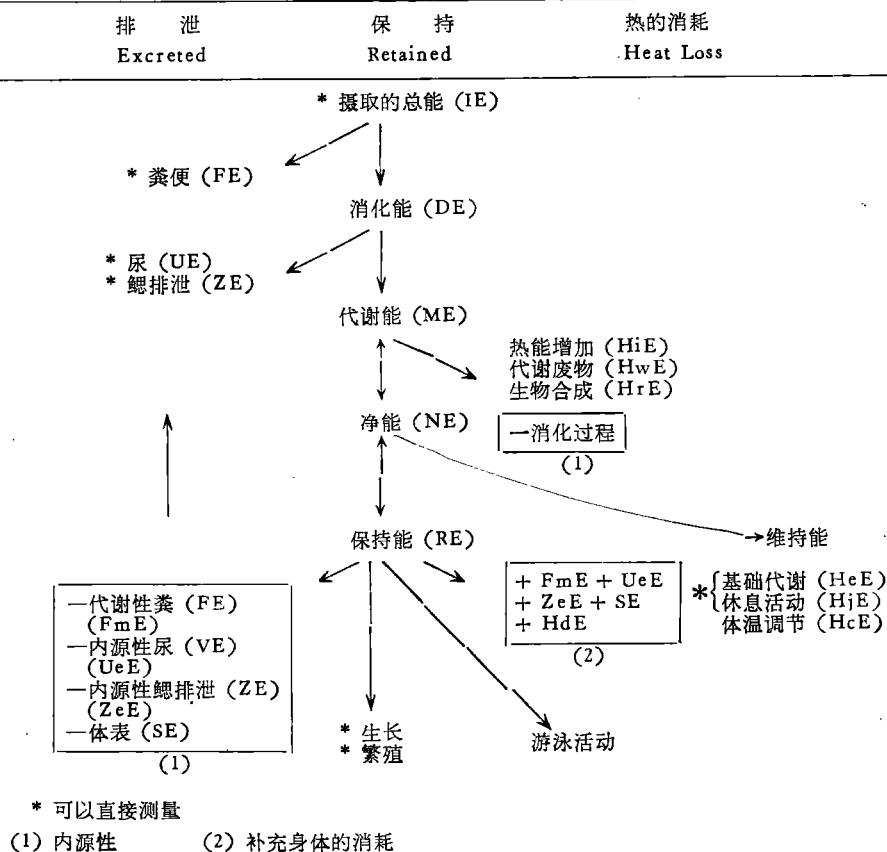 排 泄 保 持 热的消耗
Excreted Retained Heat Loss
* 摄取的总能 (IE)
* 粪便 (FE)
消化能 (DE)
* 尿 (UE)
* 鳃排泄 (ZE)
代谢能 (ME)
热能增加 (HiE)
代谢废物 (HwE)
生物合成 (HrE)
净能 (NE)
一消化过程
(1)
维持能
保持能 (RE)
一代谢性粪 (FE)
(FmE)
一内源性尿 (VE)
(UeE)
一内源性鳃排泄 (ZE)
(ZeE)
一体表 (SE)
(1)
+ FmE + UeE
+ ZeE + SE
+ HdE
(2)
*{基础代谢 (HeE)
休息活动 (HjE)
体温调节 (HcE)
* 生长
* 繁殖
游泳活动
* 可以直接测量
(1) 内源性 (2) 补充身体的消耗